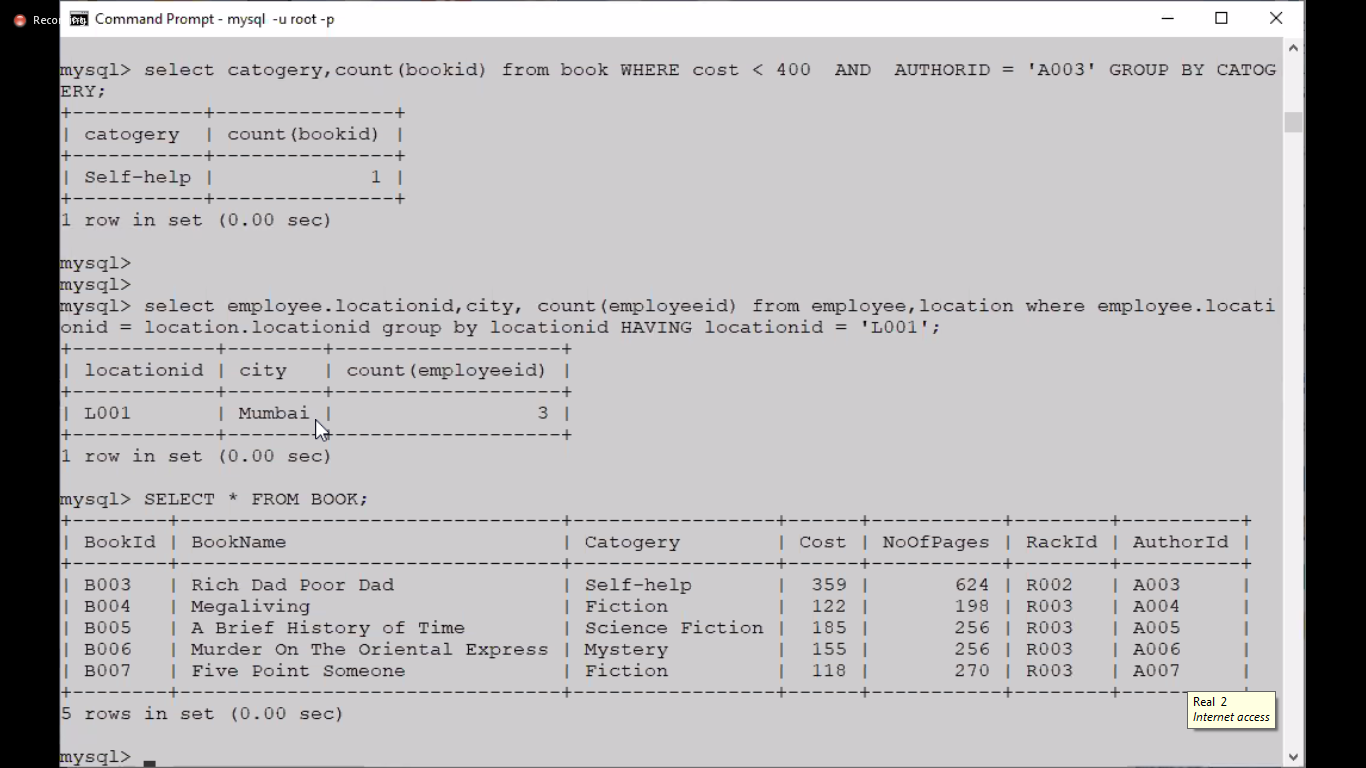 Reco
Command Prompt - mysql  -u root -p
mysql> select catogery,count(bookid) from book WHERE cost < 400  AND  AUTHORID = 'A003' GROUP BY CATOG
ERY;
+-----------+---------------+
| catogery  | count(bookid) |
+-----------+---------------+
| Self-help |             1 |
+-----------+---------------+
1 row in set (0.00 sec)
mysql>
mysql>
mysql> select employee.locationid,city, count(employeeid) from employee,location where employee.locati
onid = location.locationid group by locationid HAVING locationid = 'L001';
+------------+--------+-------------------+
| locationid | city   | count(employeeid) |
+------------+--------+-------------------+
| L001       | Mumbai |                 3 |
+------------+--------+-------------------+
1 row in set (0.00 sec)
mysql> SELECT * FROM BOOK;
+--------+--------------------------------+-----------------+------+-----------+--------+----------+
| BookId | BookName                       | Catogery        | Cost | NoOfPages | RackId | AuthorId |
+--------+--------------------------------+-----------------+------+-----------+--------+----------+
| B003   | Rich Dad Poor Dad              | Self-help       |  359 |       624 | R002   | A003     |
| B004   | Megaliving                     | Fiction         |  122 |       198 | R003   | A004     |
| B005   | A Brief History of Time        | Science Fiction |  185 |       256 | R003   | A005     |
| B006   | Murder On The Oriental Express | Mystery         |  155 |       256 | R003   | A006     |
| B007   | Five Point Someone             | Fiction         |  118 |       270 | R003   | A007     |
+--------+--------------------------------+-----------------+------+-----------+--------+----------+
5 rows in set (0.00 sec)
mysql>
Real  2
Internet access